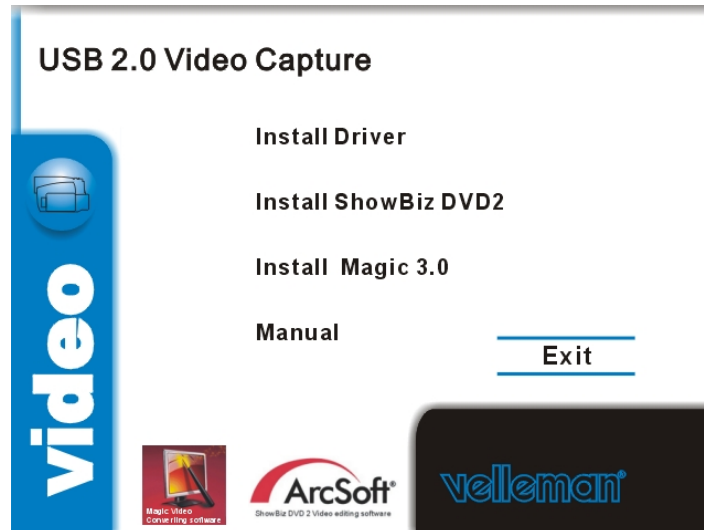 USB 2.0 Video Capture
Install Driver
Install ShowBiz DVD2
Install Magic 3.0
Manual
Exit
video
Magic Video
Converting software
ArcSoft®
ShowBiz DVD 2 Video editing software
velleman®